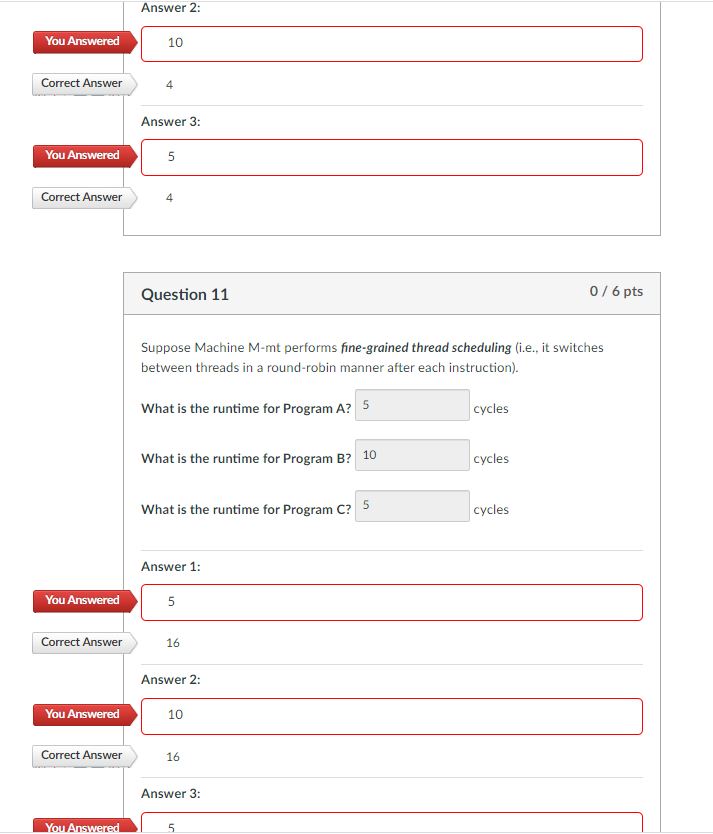 Answer 2:
You Answered
10
Correct Answer
4
Answer 3:
You Answered
5
Correct Answer
4
Question 11
0 / 6 pts
Suppose Machine M-mt performs fine-grained thread scheduling (i.e., it switches
between threads in a round-robin manner after each instruction).
What is the runtime for Program A? 5 cycles
What is the runtime for Program B? 10 cycles
What is the runtime for Program C? 5 cycles
Answer 1:
You Answered
5
Correct Answer
16
Answer 2:
You Answered
10
Correct Answer
16
Answer 3:
You Answered
5